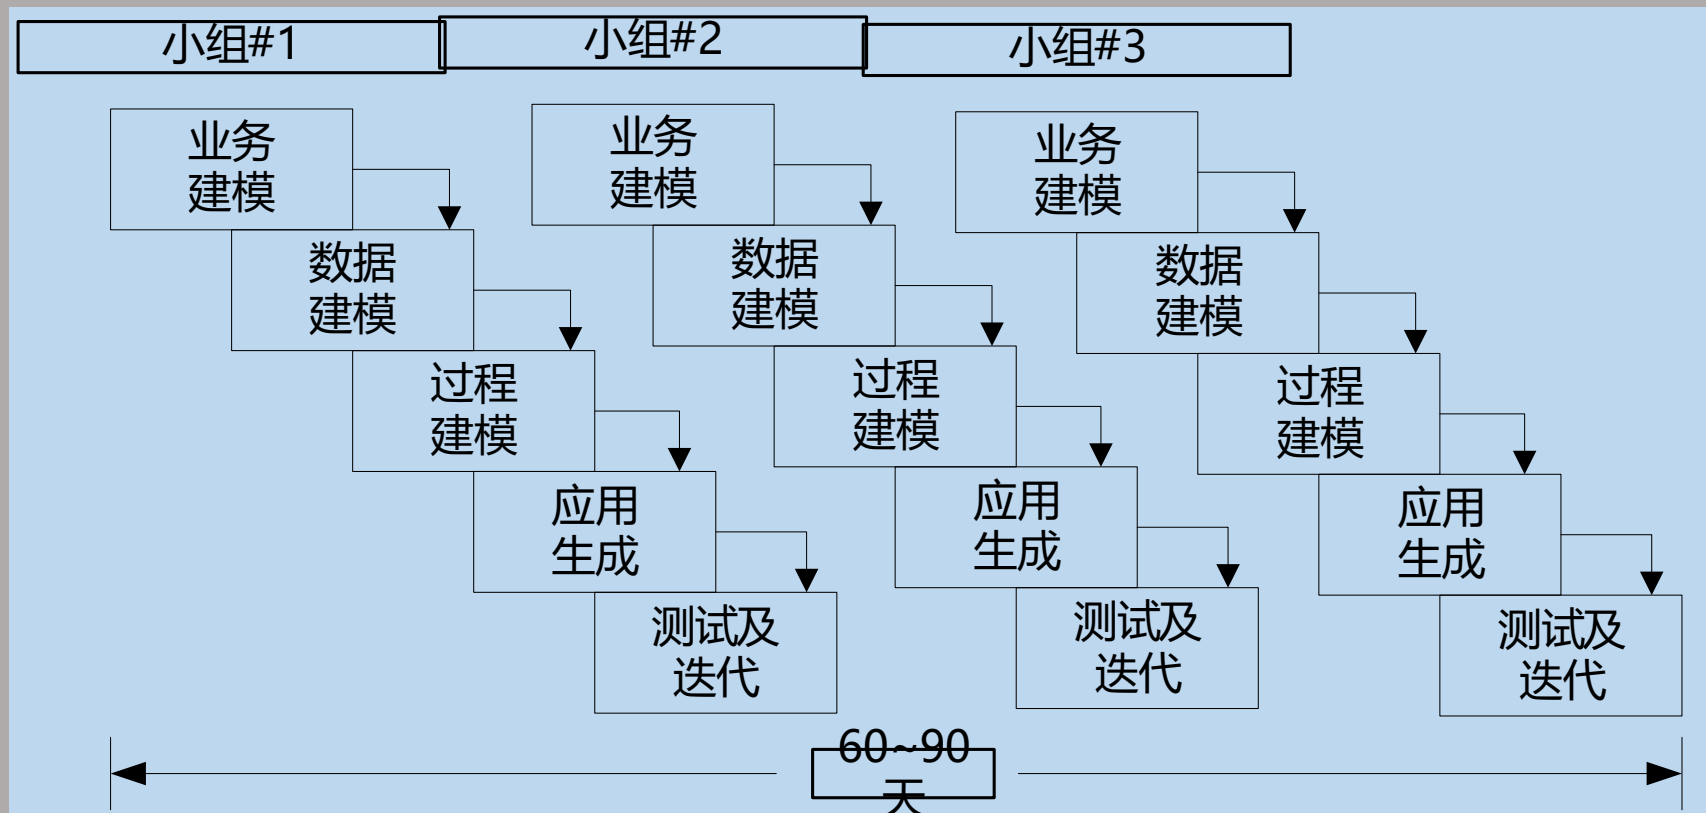 小组#1
小组#2
小组#3
业务
建模
数据
建模
过程
建模
应用
生成
测试及
迭代
业务
建模
数据
建模
过程
建模
应用
生成
测试及
迭代
业务
建模
数据
建模
过程
建模
应用
生成
测试及
迭代
60~90
天